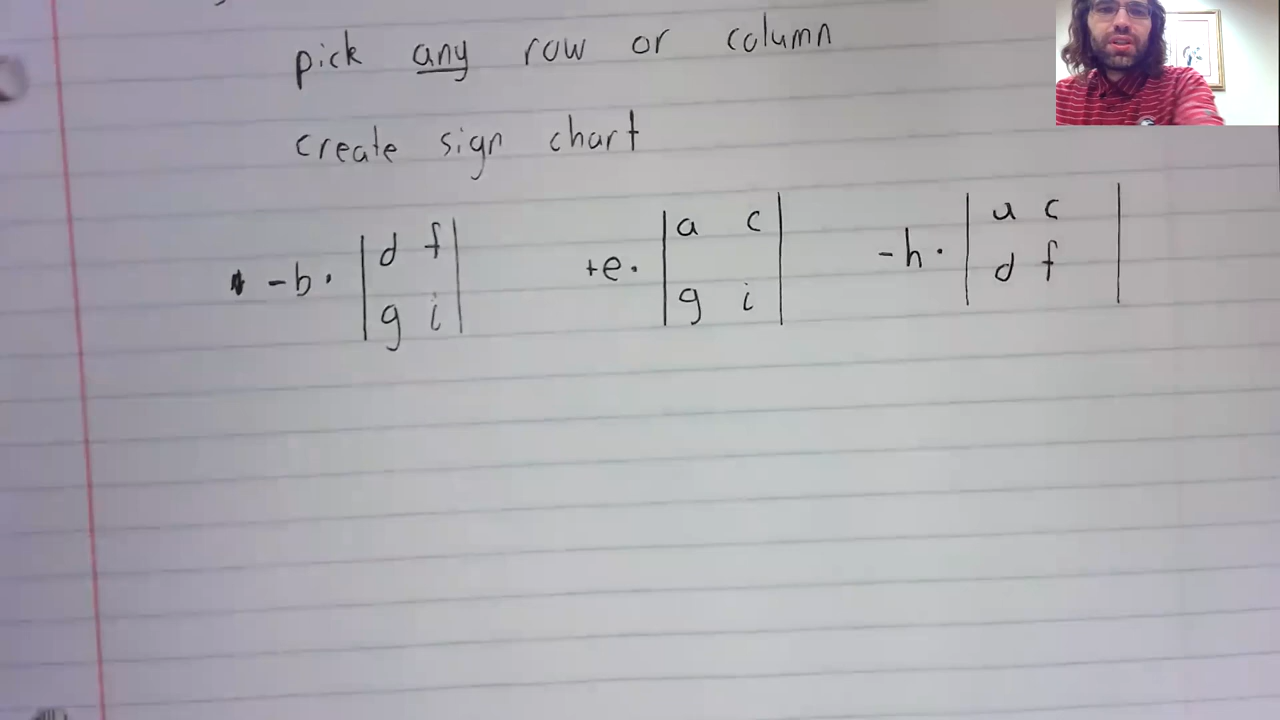 pick any row or column
create sign chart
-b · |d f| +e · |a c| -h · |a c|
|g i| |g i| |d f|